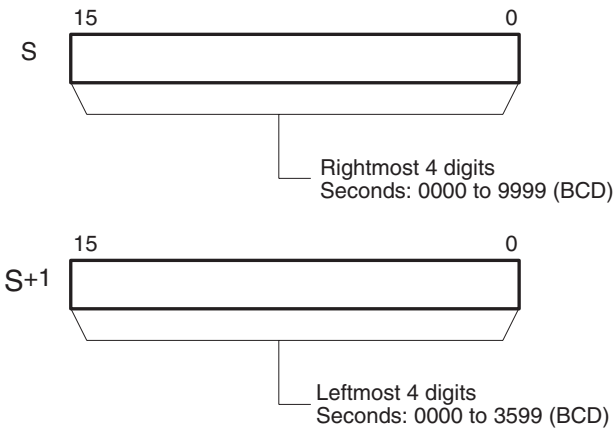 15 0
S
Rightmost 4 digits
Seconds: 0000 to 9999 (BCD)
15 0
S+1
Leftmost 4 digits
Seconds: 0000 to 3599 (BCD)